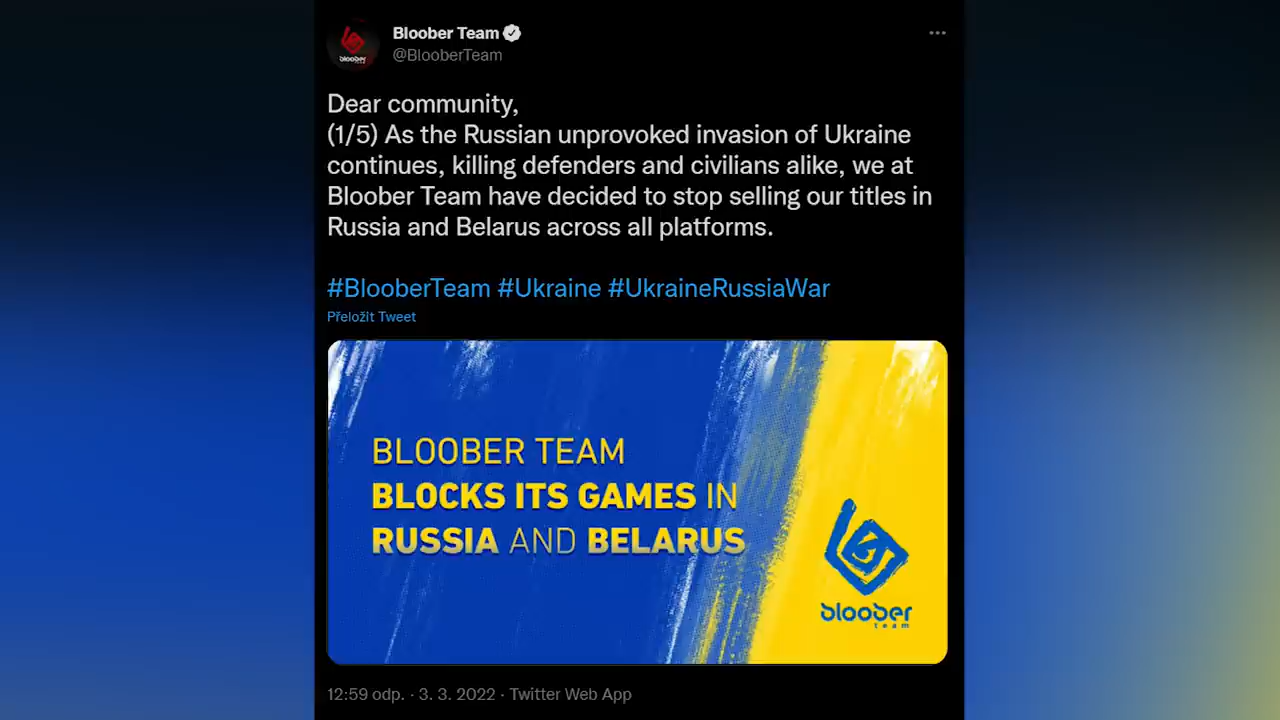 Bloober Team
@BlooberTeam
bloober
team
Dear community,
(1/5) As the Russian unprovoked invasion of Ukraine
continues, killing defenders and civilians alike, we at
Bloober Team have decided to stop selling our titles in
Russia and Belarus across all platforms.
#BlooberTeam #Ukraine #UkraineRussiaWar
Přeložit Tweet
BLOOBER TEAM
BLOCKS ITS GAMES IN
RUSSIA AND BELARUS
bloober
team
12:59 odp. · 3. 3. 2022 · Twitter Web App